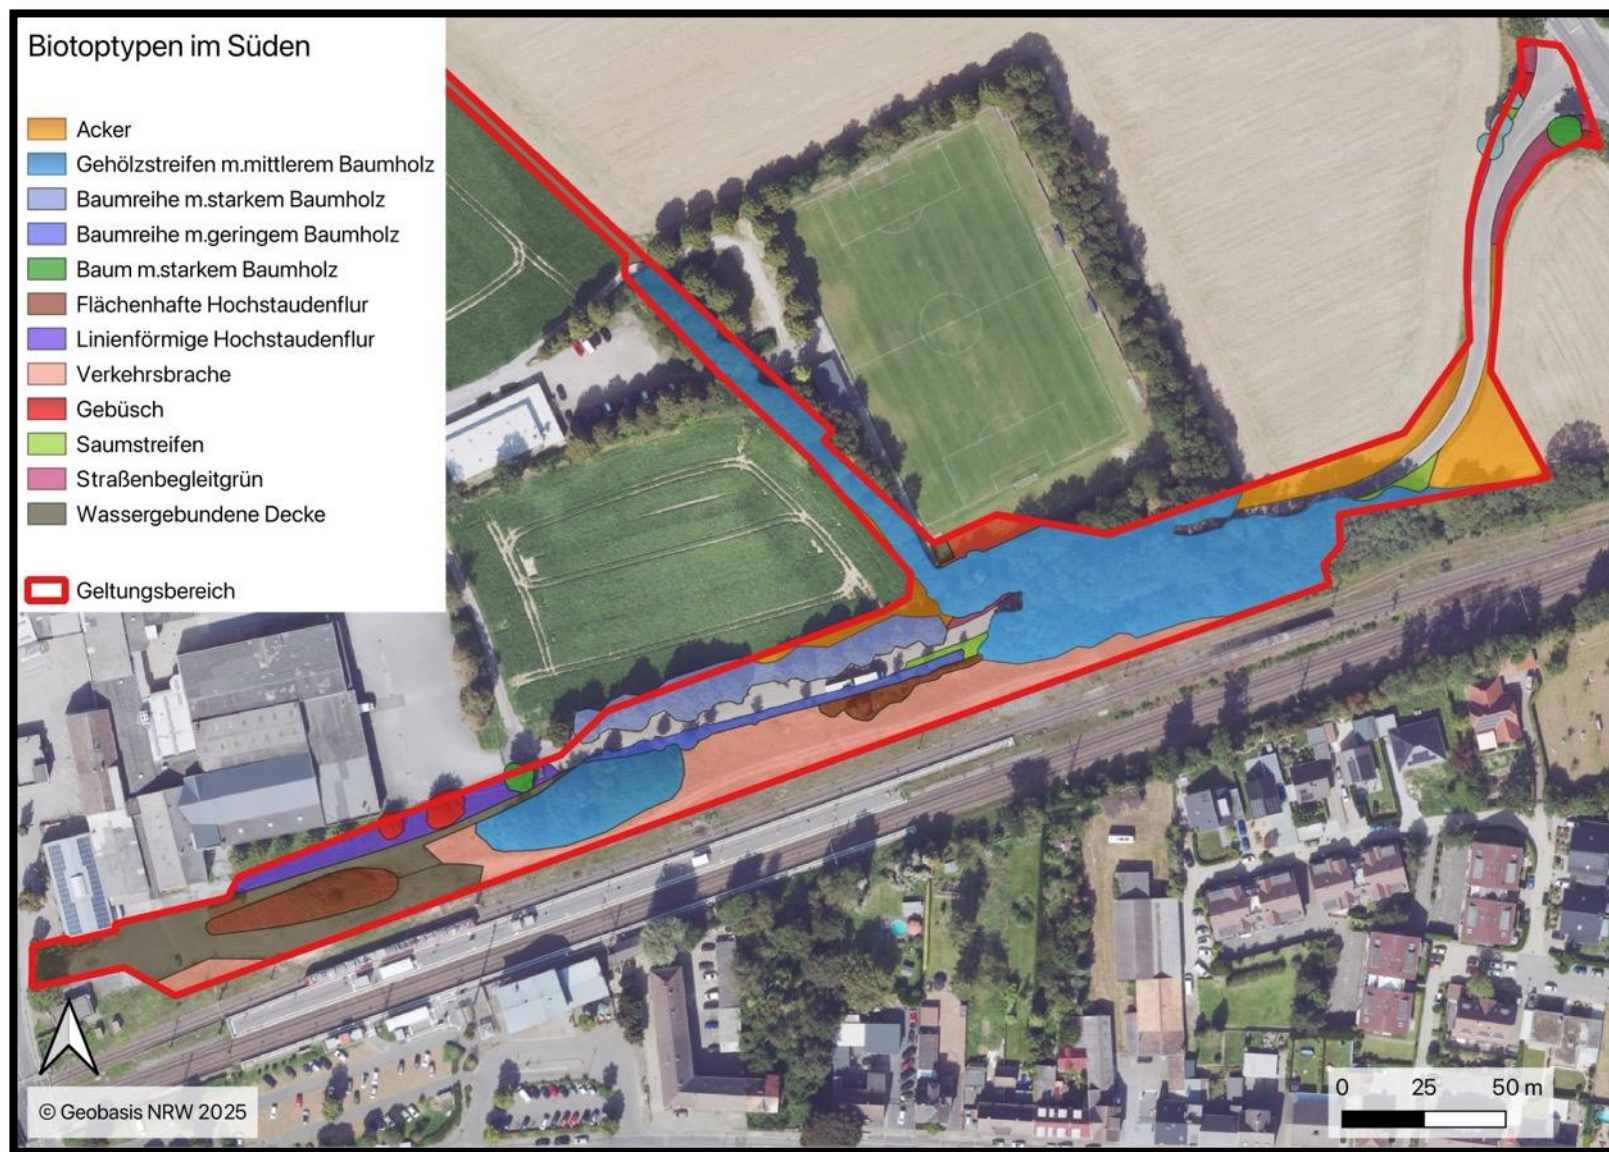 Biotoptypen im Süden
Acker
Gehölzstreifen m.mittlerem Baumholz
Baumreihe m.starkem Baumholz
Baumreihe m.geringem Baumholz
Baum m.starkem Baumholz
Flächenhafte Hochstaudenflur
Linienförmige Hochstaudenflur
Verkehrsbrache
Gebüsch
Saumstreifen
Straßenbegleitgrün
Wassergebundene Decke
Geltungsbereich
0 25 50 m
© Geobasis NRW 2025